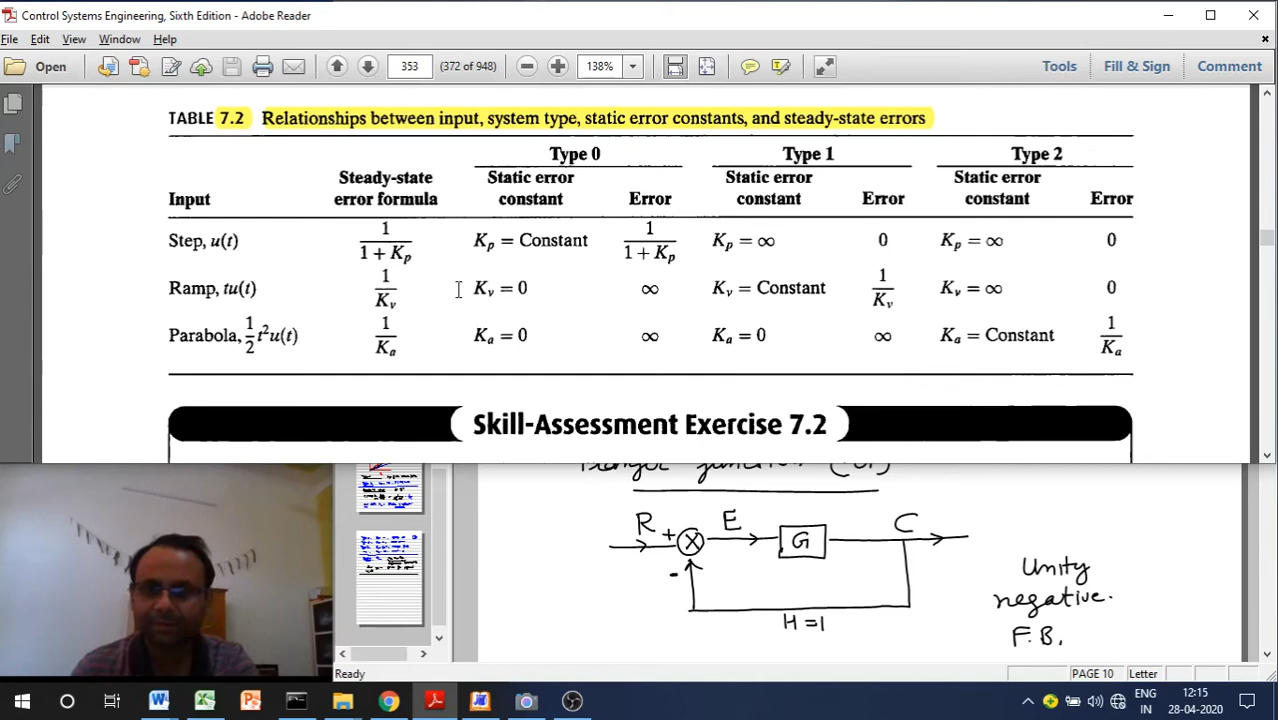 Control Systems Engineering, Sixth Edition - Adobe Reader
File Edit View Window Help
Open 353 (372 of 948) 138% Tools Fill & Sign Comment
TABLE 7.2 Relationships between input, system type, static error constants, and steady-state errors
Type 0 Type 1 Type 2
Steady-state Static error Static error Static error
Input error formula constant Error constant Error constant Error
Step, u(t) 1/(1 + Kp) Kp = Constant 1/(1 + Kp) Kp = ∞ 0 Kp = ∞ 0
Ramp, tu(t) 1/Kv Kv = 0 ∞ Kv = Constant 1/Kv Kv = ∞ 0
Parabola, 1/2 t²u(t) 1/Ka Ka = 0 ∞ Ka = 0 ∞ Ka = Constant 1/Ka
Skill-Assessment Exercise 7.2
R + X E G C
-
H = 1
Unity
negative.
F.B.
Ready PAGE 10 Letter
ENG 12:15
IN 28-04-2020